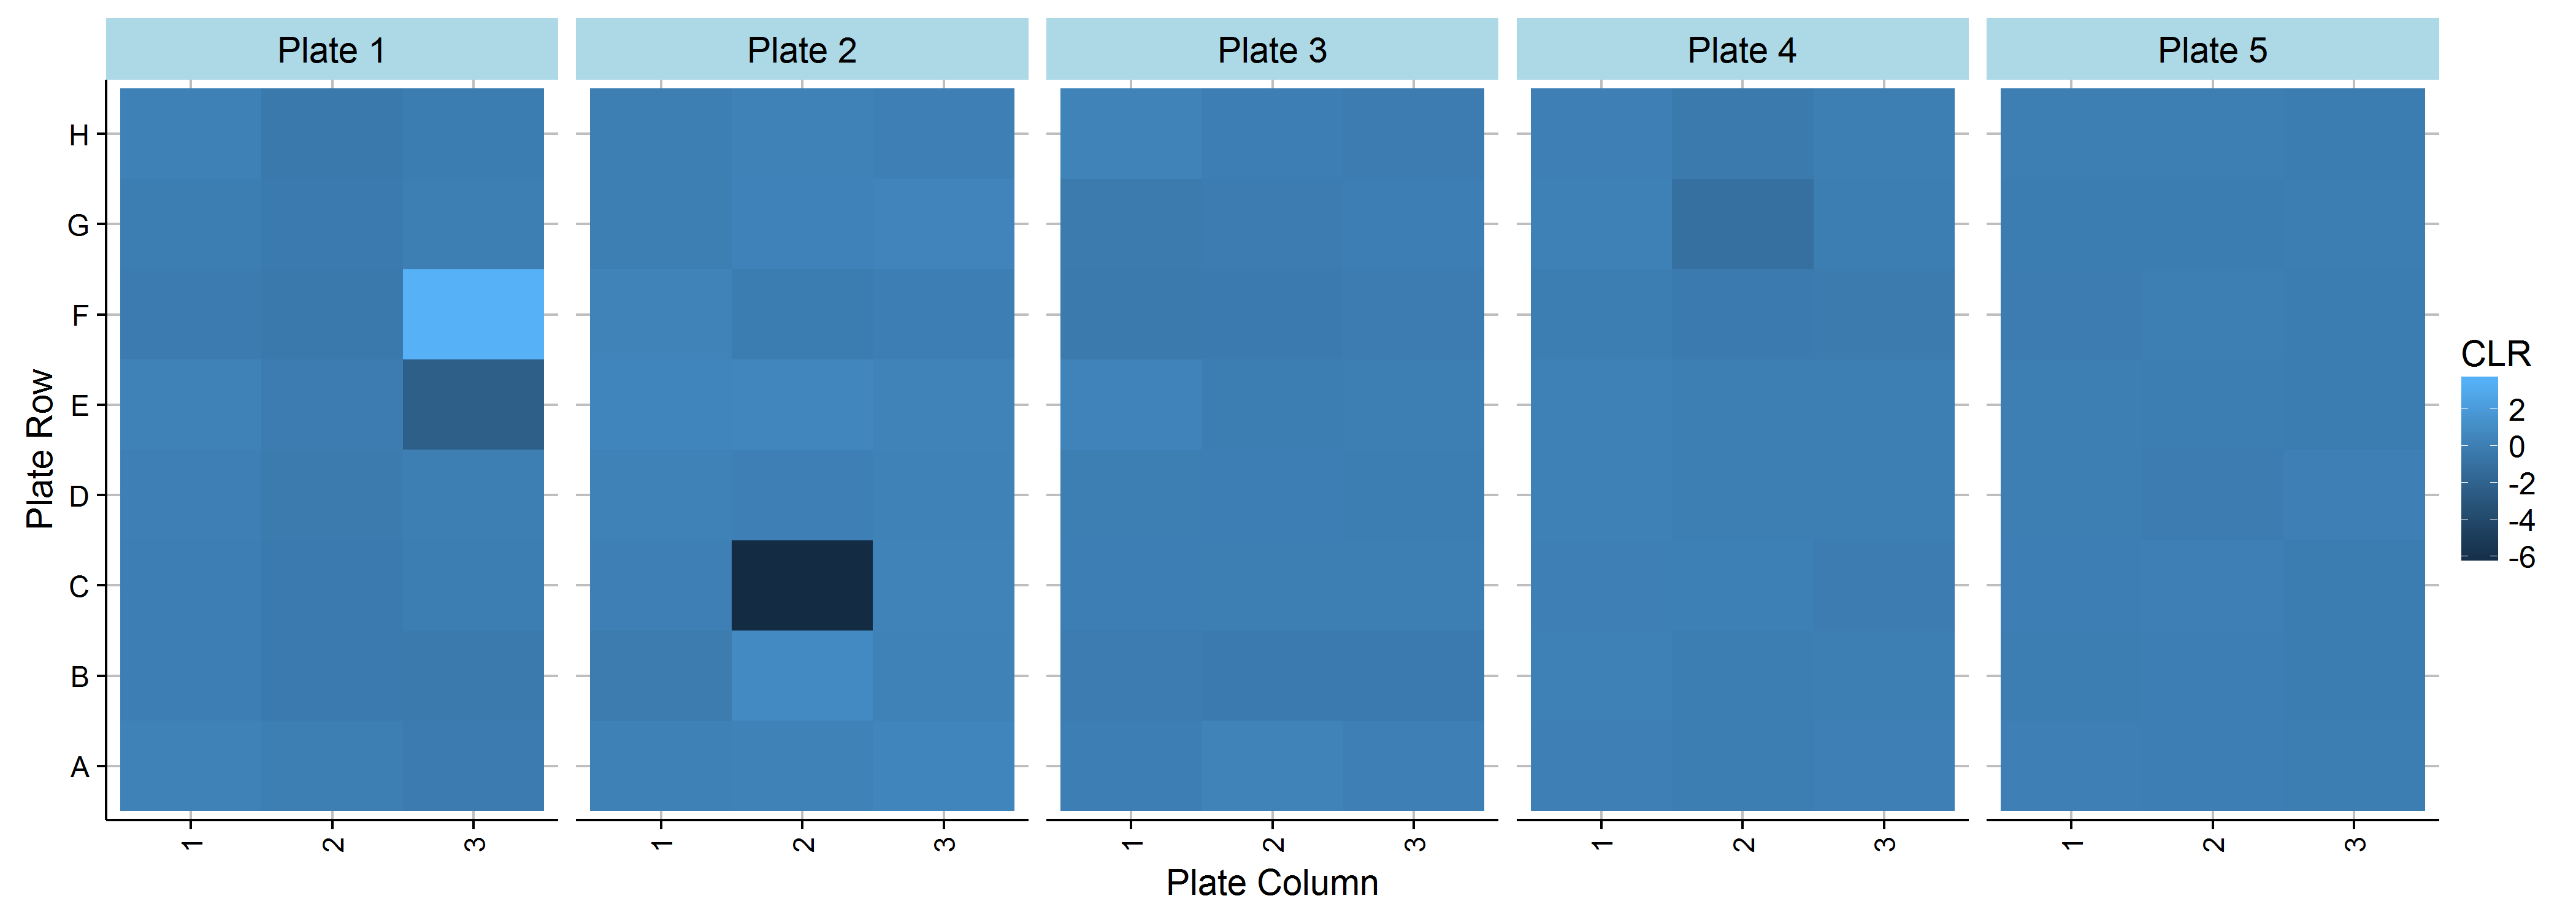 Plate 1
Plate 2
Plate 3
Plate 4
Plate 5
Plate Row
H
G
F
E
D
C
B
A
1 2 3
1 2 3
1 2 3
1 2 3
1 2 3
Plate Column
CLR
2
0
-2
-4
-6